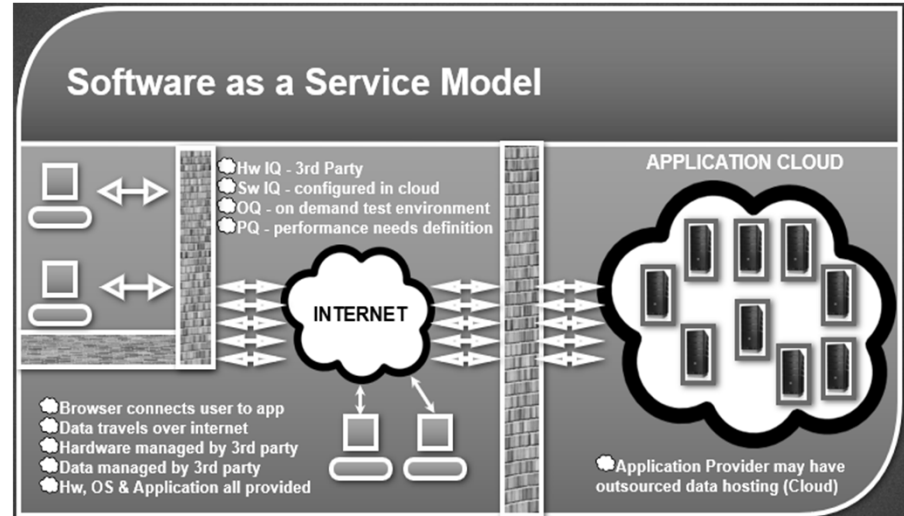 Software as a Service Model
Hw IQ - 3rd Party
Sw IQ - configured in cloud
OQ - on demand test environment
PQ - performance needs definition
APPLICATION CLOUD
INTERNET
Browser connects user to app
Data travels over internet
Hardware managed by 3rd party
Data managed by 3rd party
Hw, OS & Application all provided
Application Provider may have
outsourced data hosting (Cloud)